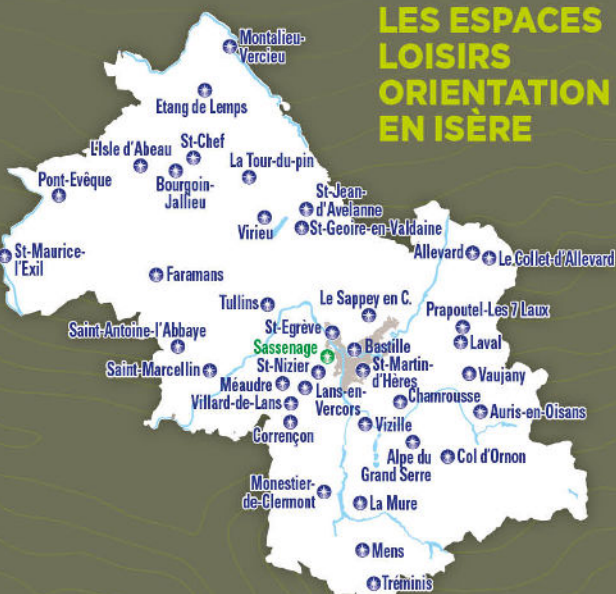 LES ESPACES
LOISIRS
ORIENTATION
EN ISÈRE
Montalieu-
Vercieu
Etang de Lemps
L'Isle d'Abeau
St-Chef
Bourgoin-
Jallieu
La Tour-du-pin
Pont-Evêque
St-Jean-
d'Avelanne
Virieu
St-Geoire-en-Valdaine
St-Maurice-
l'Exil
Allevard
Le Collet-d'Allevard
Faramans
Tullins
Le Sappey en C.
Prapoutel-Les 7 Laux
St-Egrève
Saint-Antoine-l'Abbaye
Sassenage
Bastille
Laval
Saint-Marcellin
St-Nizier
St-Martin-
d'Hères
Vaujany
Méaudre
Lans-en-
Vercors
Chamrousse
Villard-de-Lans
Auris-en-Oisans
Corrençon
Vizille
Alpe du
Grand Serre
Col d'Ornon
Monestier-
de-Clermont
La Mure
Mens
Tréminis